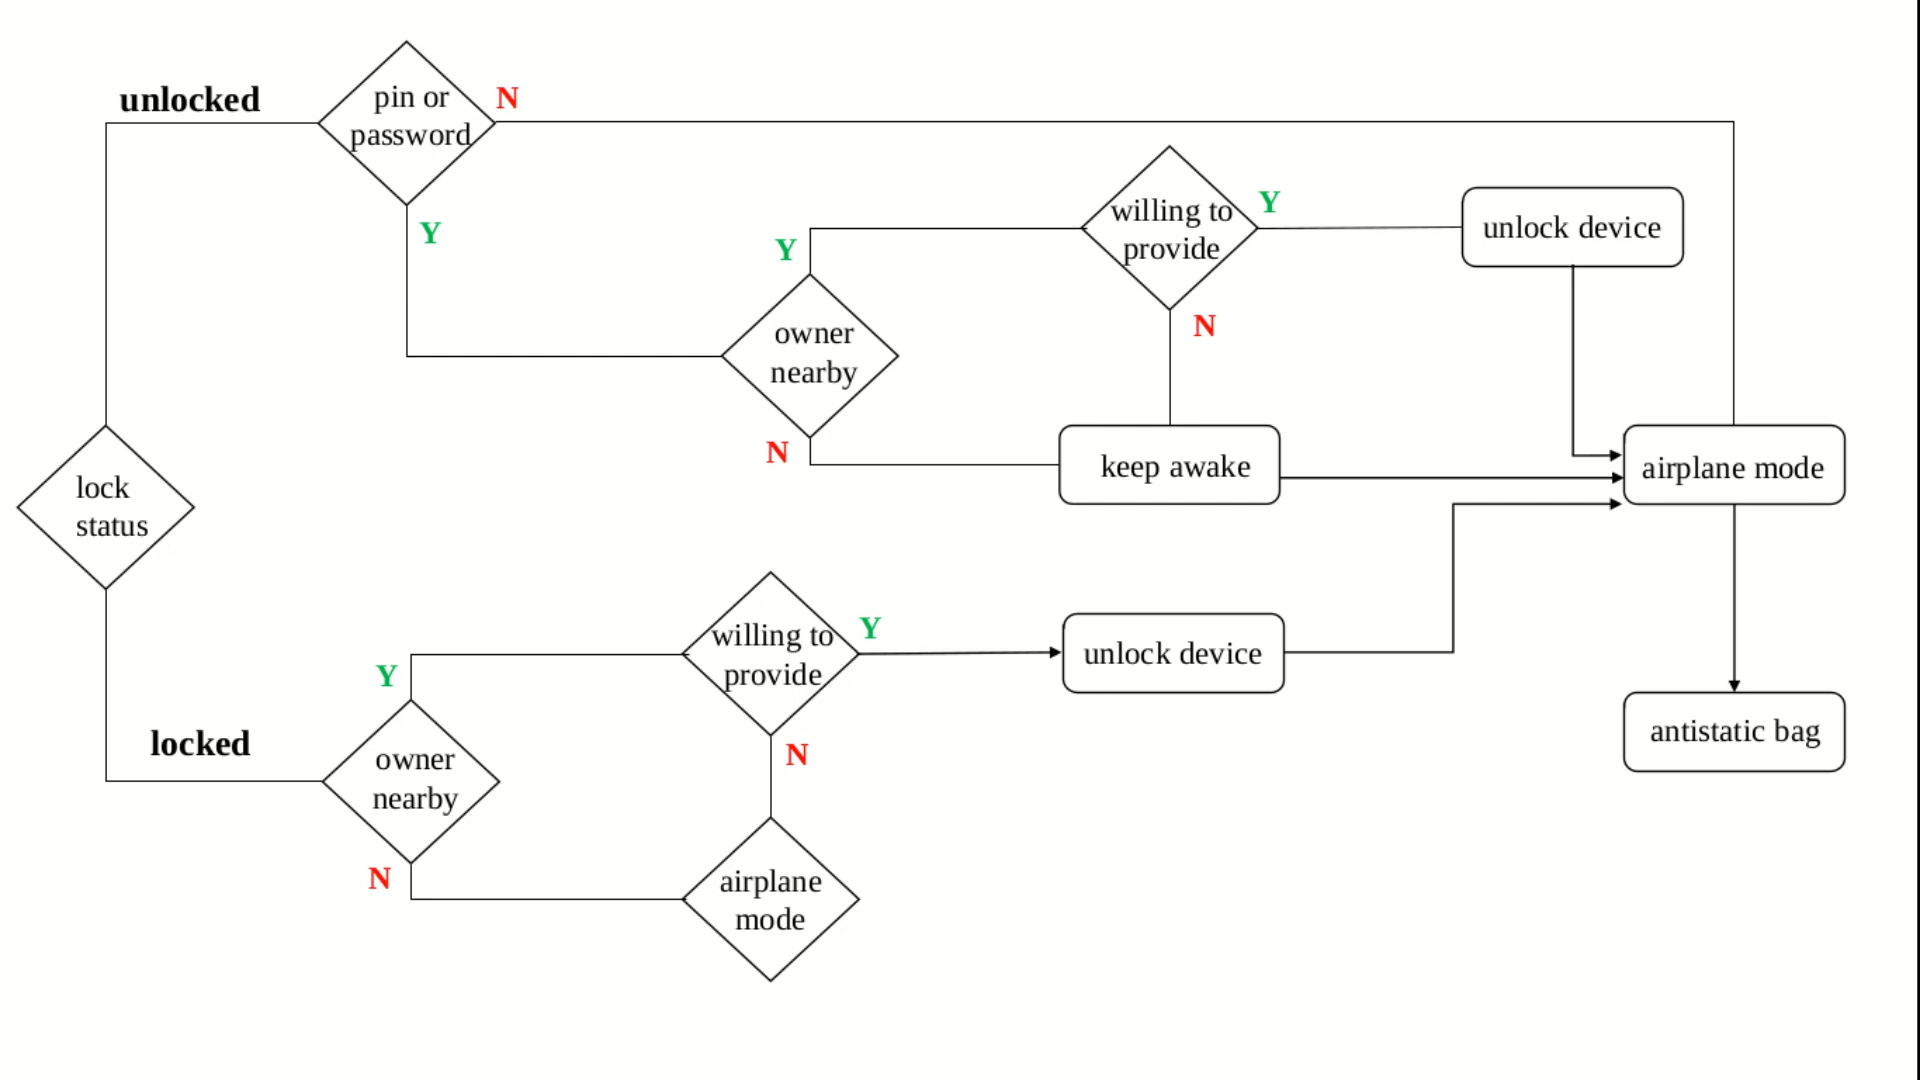 unlocked
pin or
password
N
Y
willing to
provide
Y
N
unlock device
Y
owner
nearby
N
keep awake
airplane mode
lock
status
willing to
provide
Y
N
unlock device
antistatic bag
locked
Y
owner
nearby
N
airplane
mode